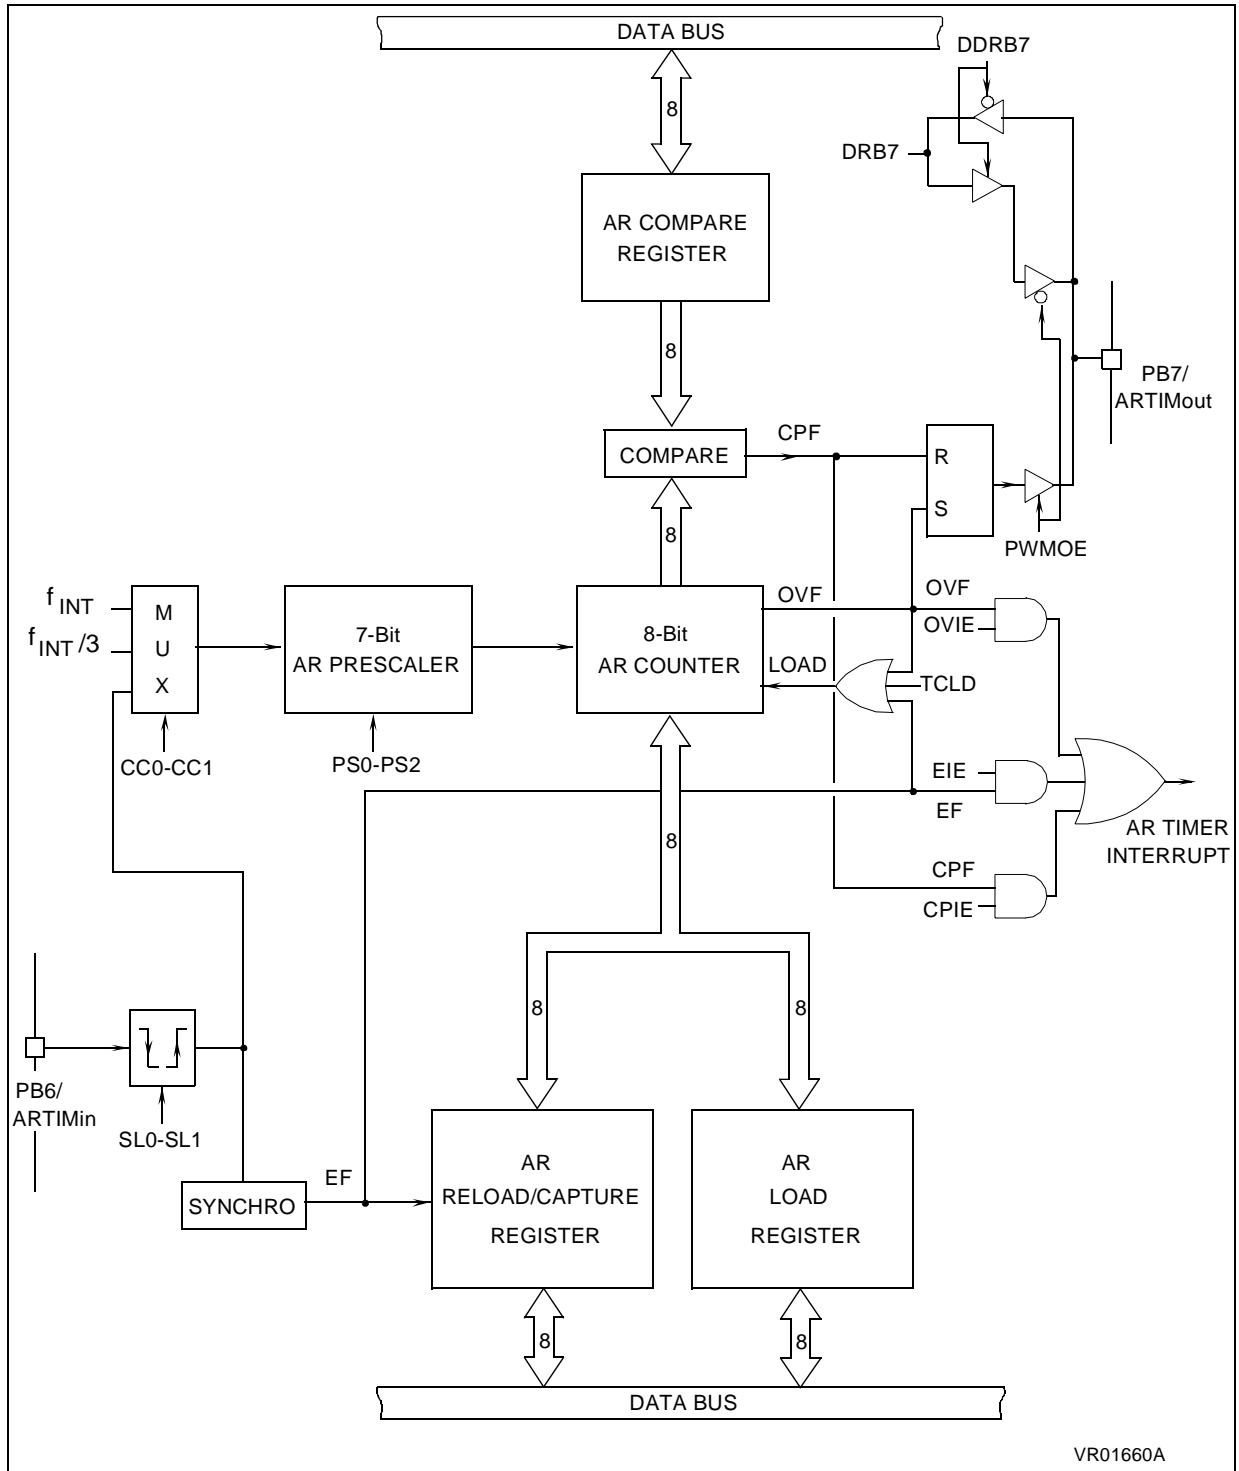 DATA BUS
DDRB7
8
DRB7
AR COMPARE
REGISTER
8
PB7/
ARTIMout
CPF
COMPARE
R
S
8
PWMOE
f INT
f INT /3
M
U
X
7-Bit
AR PRESCALER
8-Bit
AR COUNTER
OVF
OVF
OVIE
LOAD
TCLD
CC0-CC1
PS0-PS2
EIE
EF
8
AR TIMER
INTERRUPT
CPF
CPIE
8
8
PB6/
ARTIMin
SL0-SL1
SYNCHRO
EF
AR
RELOAD/CAPTURE
REGISTER
AR
LOAD
REGISTER
8
8
DATA BUS
VR01660A